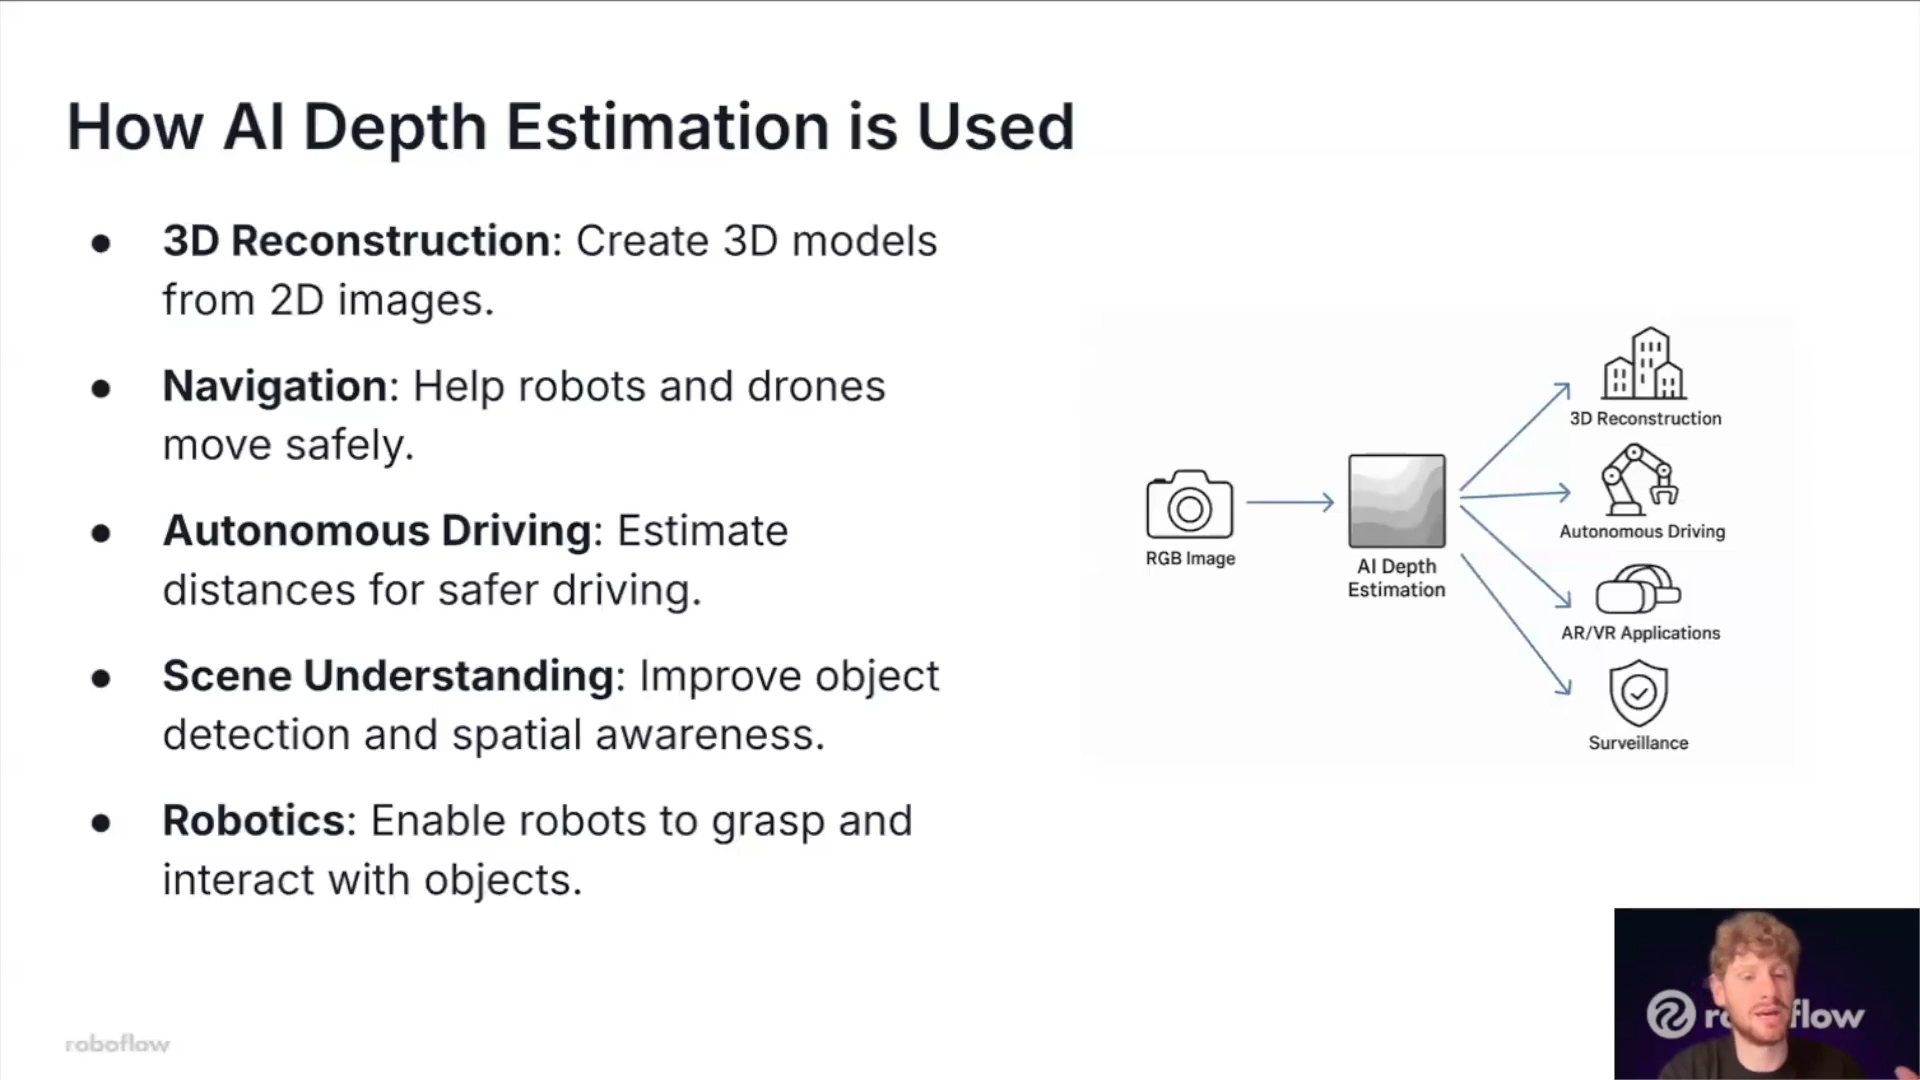 How AI Depth Estimation is Used
● 3D Reconstruction: Create 3D models
from 2D images.
● Navigation: Help robots and drones
move safely.
● Autonomous Driving: Estimate
distances for safer driving.
● Scene Understanding: Improve object
detection and spatial awareness.
● Robotics: Enable robots to grasp and
interact with objects.
RGB Image
AI Depth
Estimation
3D Reconstruction
Autonomous Driving
AR/VR Applications
Surveillance
roboflow